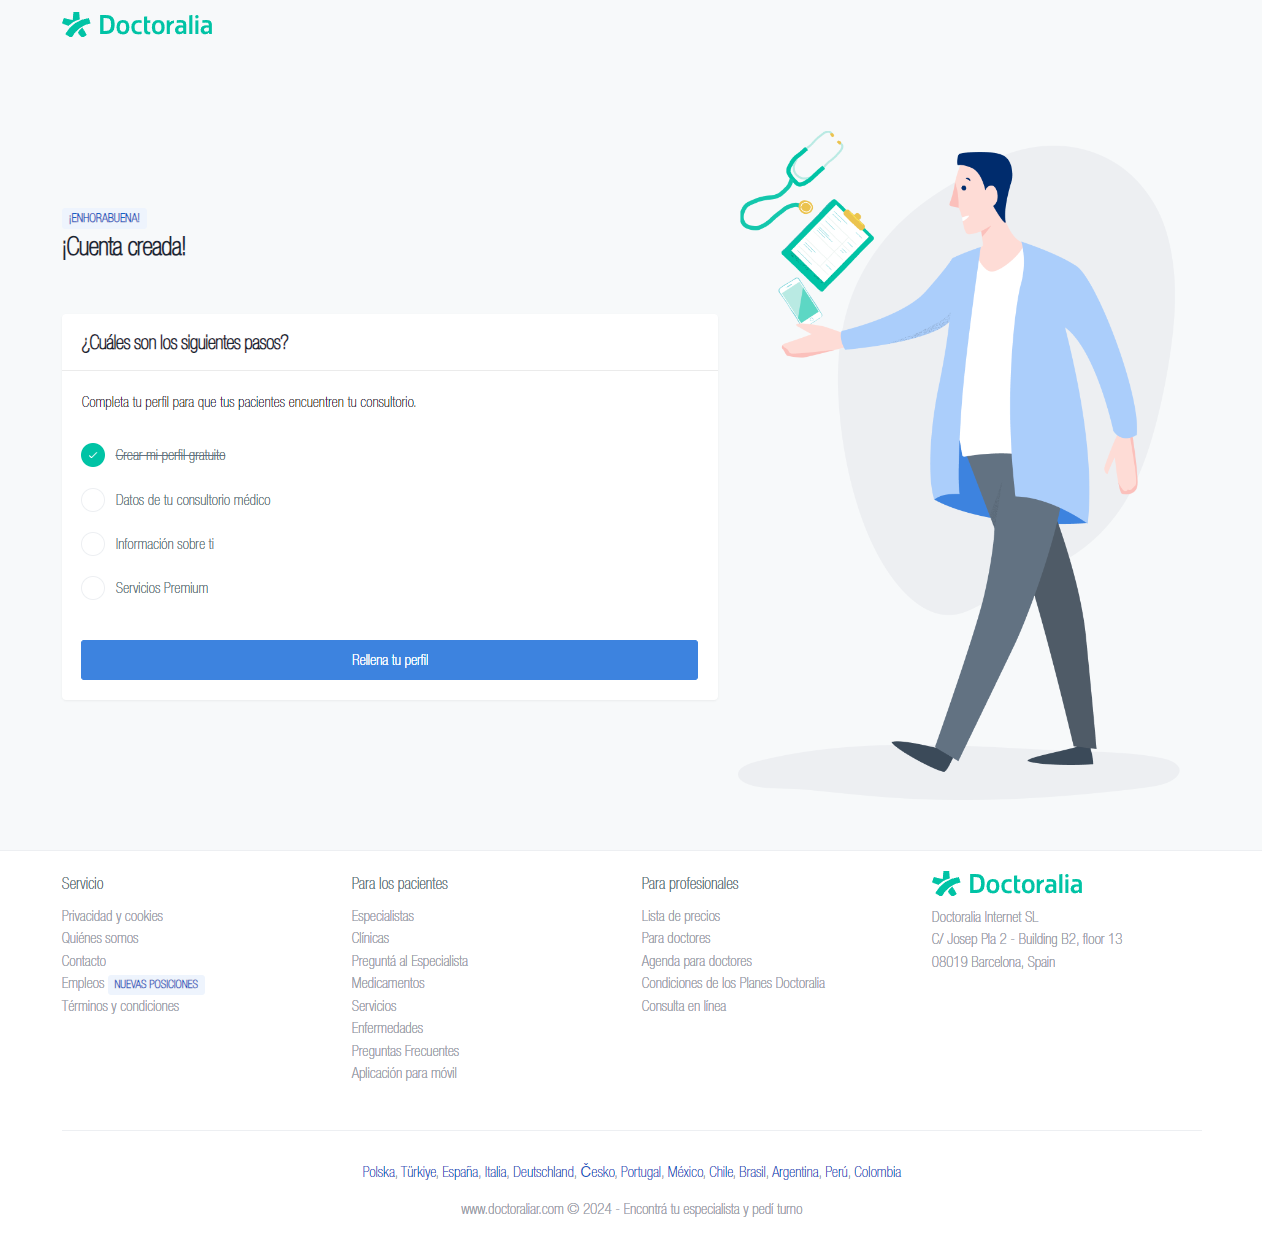 Doctoralia
¡ENHORABUENA!
¡Cuenta creada!
¿Cuáles son los siguientes pasos?
Completa tu perfil para que tus pacientes encuentren tu consultorio.
Crear mi perfil gratuito
Datos de tu consultorio médico
Información sobre ti
Servicios Premium
Rellena tu perfil
Servicio
Privacidad y cookies
Quiénes somos
Contacto
Empleos NUEVAS POSICIONES
Términos y condiciones
Para los pacientes
Especialistas
Clínicas
Preguntá al Especialista
Medicamentos
Servicios
Enfermedades
Preguntas Frecuentes
Aplicación para móvil
Para profesionales
Lista de precios
Para doctores
Agenda para doctores
Condiciones de los Planes Doctoralia
Consulta en línea
Doctoralia
Doctoralia Internet SL
C/ Josep Pla 2 - Building B2, floor 13
08019 Barcelona, Spain
Polska, Türkiye, España, Italia, Deutschland, Česko, Portugal, México, Chile, Brasil, Argentina, Perú, Colombia
www.doctoraliar.com © 2024 - Encontrá tu especialista y pedí turno